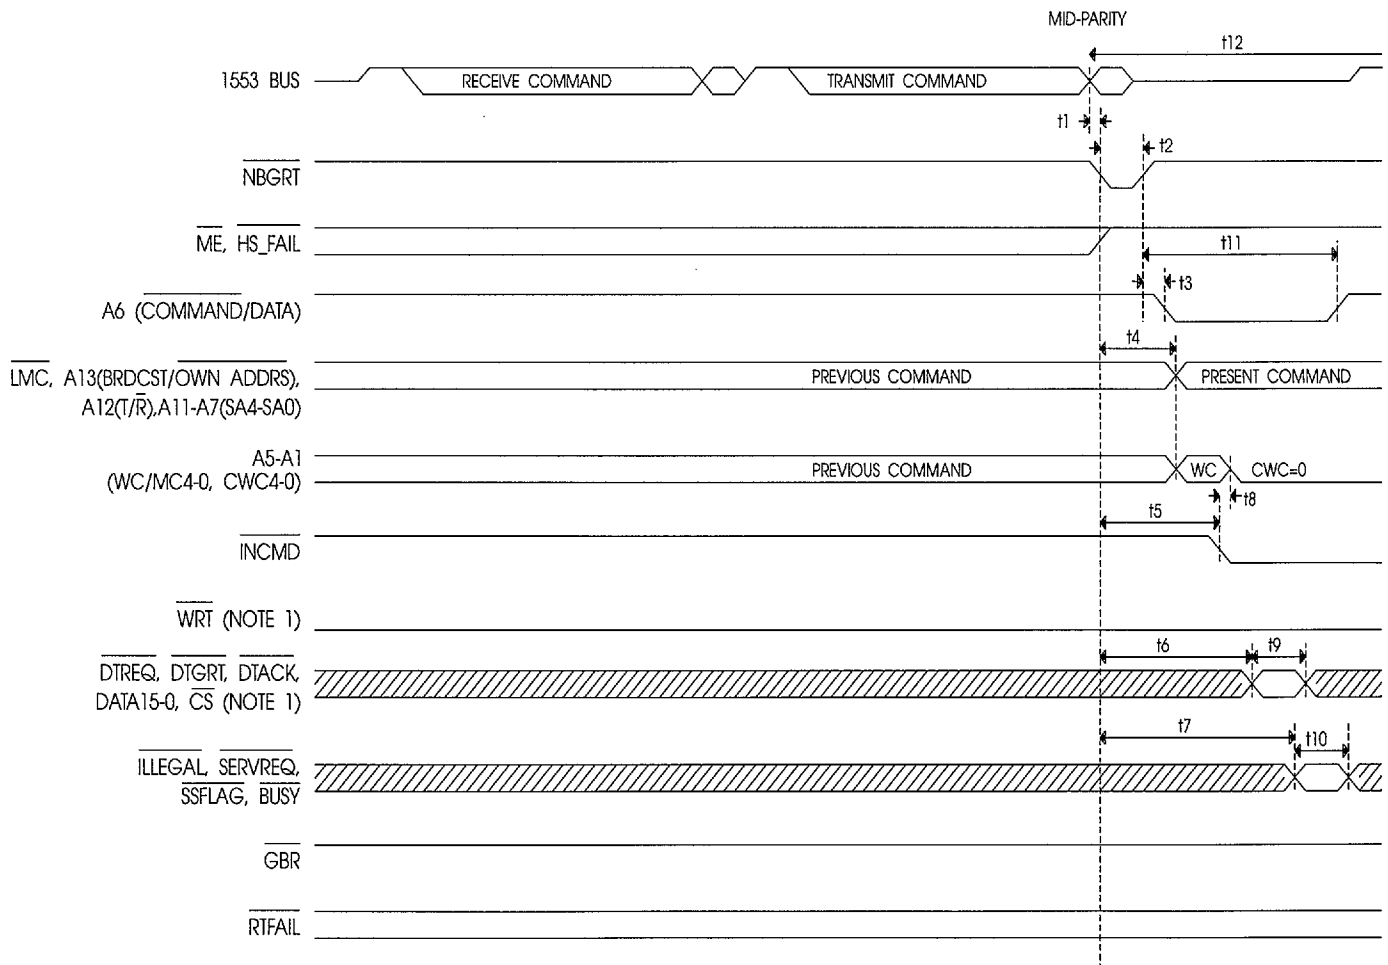 MID-PARITY
t12
1553 BUS
RECEIVE COMMAND
TRANSMIT COMMAND
t1
t2
NBGRT
ME, HS_FAIL
t11
t3
A6 (COMMAND/DATA)
t4
LMC, A13(BRDCST/OWN ADDRS),
A12(T/R),A11-A7(SA4-SA0)
PREVIOUS COMMAND
PRESENT COMMAND
A5-A1
(WC/MC4-0, CWC4-0)
PREVIOUS COMMAND
WC
CWC=0
t8
t5
INCMD
WRT (NOTE 1)
t6
t9
DTREQ, DTGRT, DTACK,
DATA15-0, CS (NOTE 1)
t7
t10
ILLEGAL, SERVREQ,
SSFLAG, BUSY
GBR
RTFAIL